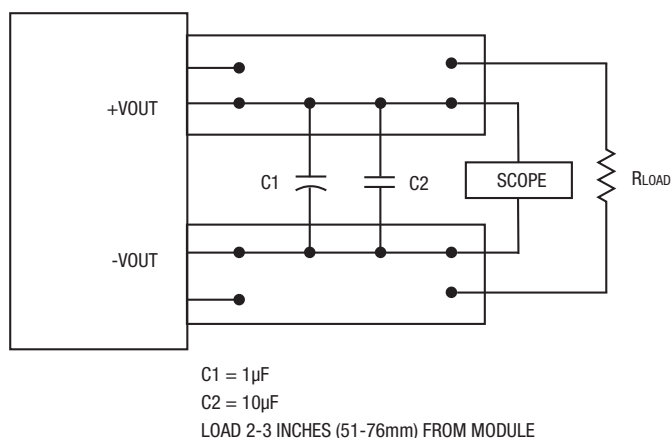 +VOUT
C1
C2
SCOPE
RLOAD
-VOUT
C1 = 1µF
C2 = 10µF
LOAD 2-3 INCHES (51-76mm) FROM MODULE